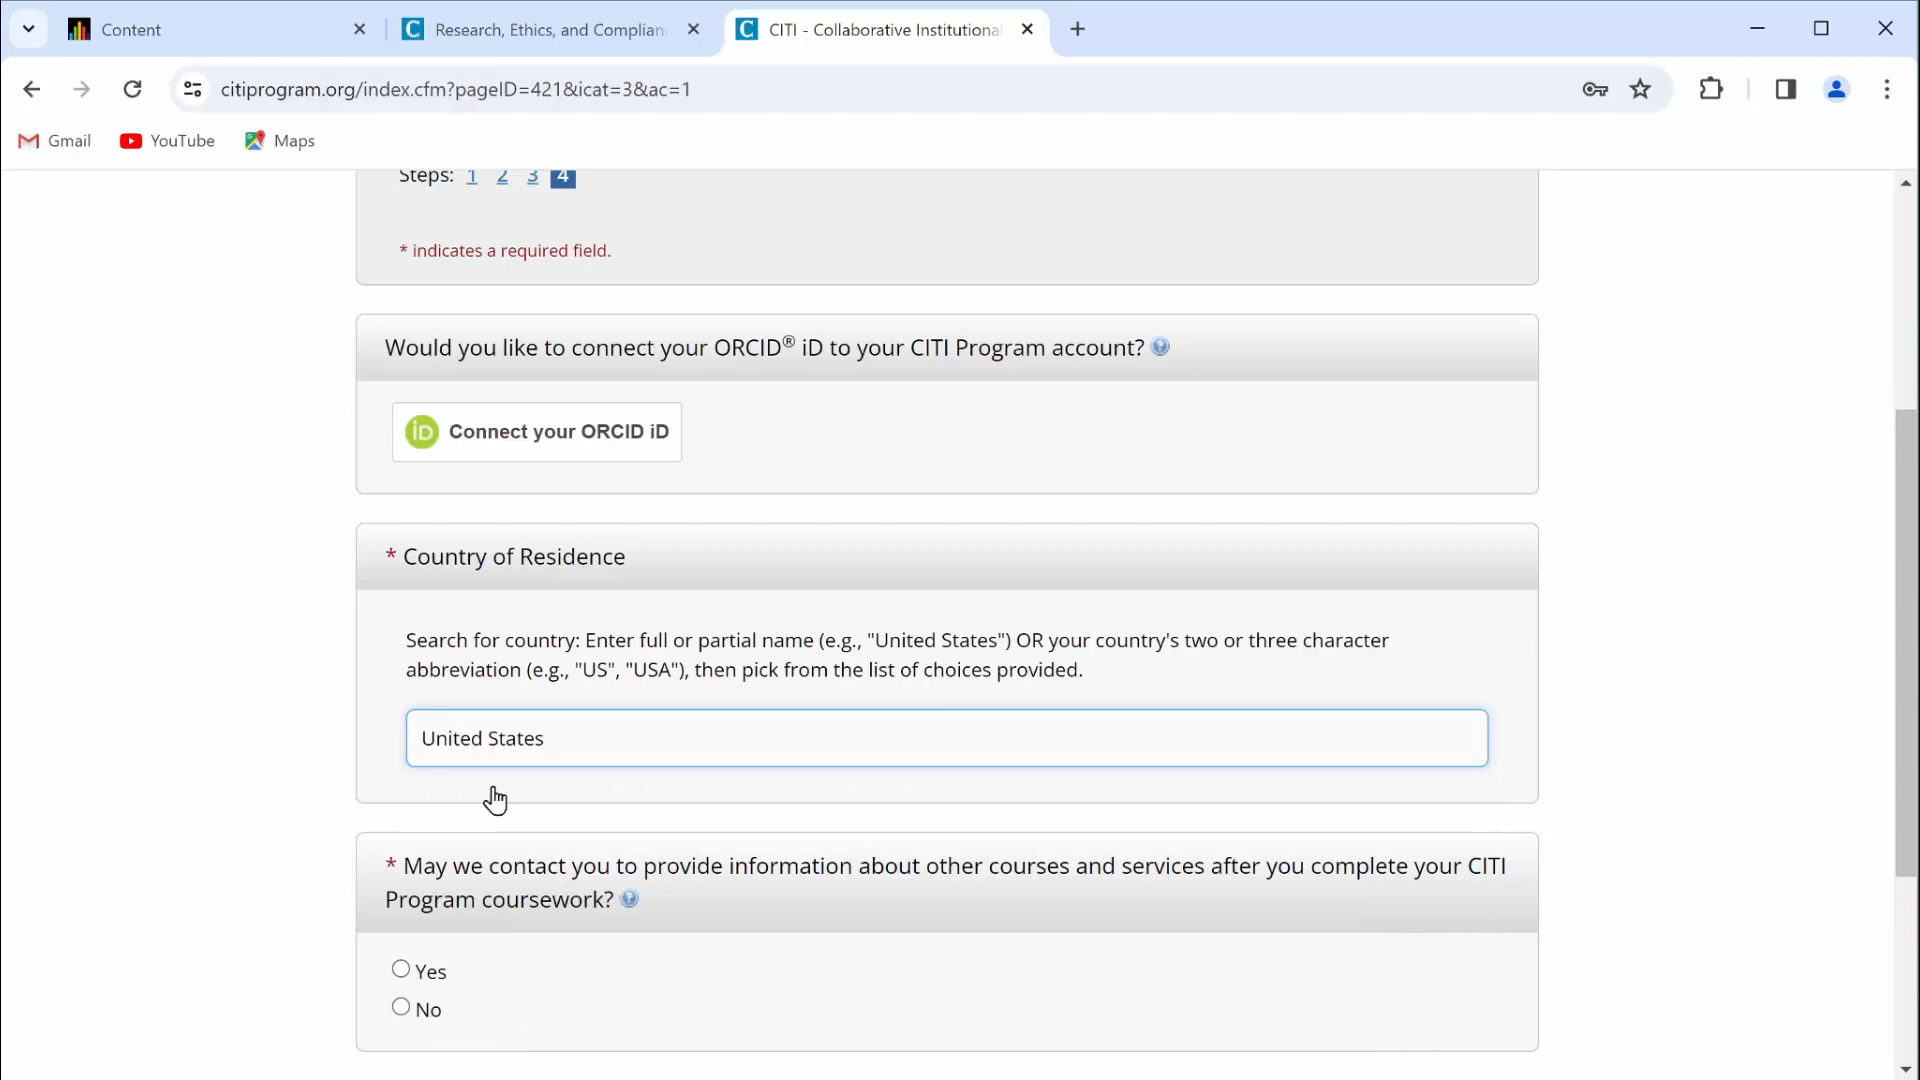 Content
Research, Ethics, and Complian
CITI - Collaborative Institutiona
citiprogram.org/index.cfm?pageID=421&icat=3&ac=1
Gmail
YouTube
Maps
Steps: 1 2 3 4
* indicates a required field.
Would you like to connect your ORCID® iD to your CITI Program account?
iD Connect your ORCID iD
* Country of Residence
Search for country: Enter full or partial name (e.g., "United States") OR your country's two or three character
abbreviation (e.g., "US", "USA"), then pick from the list of choices provided.
United States
* May we contact you to provide information about other courses and services after you complete your CITI
Program coursework?
Yes
No